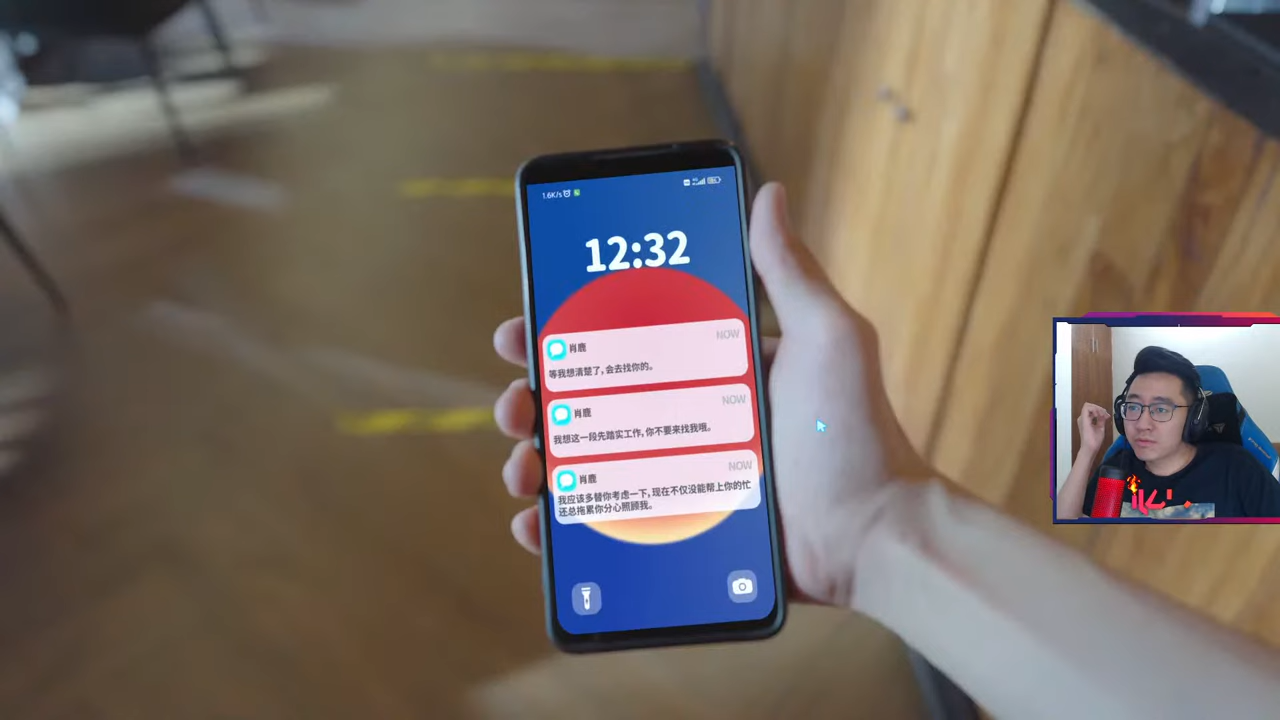 1.6K/s
12:32
肖鹿
NOW
等我想清楚了，会去找你的。
肖鹿
NOW
我想这一段先踏实工作，你不要来找我哦。
肖鹿
NOW
我应该多替你考虑一下，现在不仅没能帮上你的忙
还总拖累你分心照顾我。